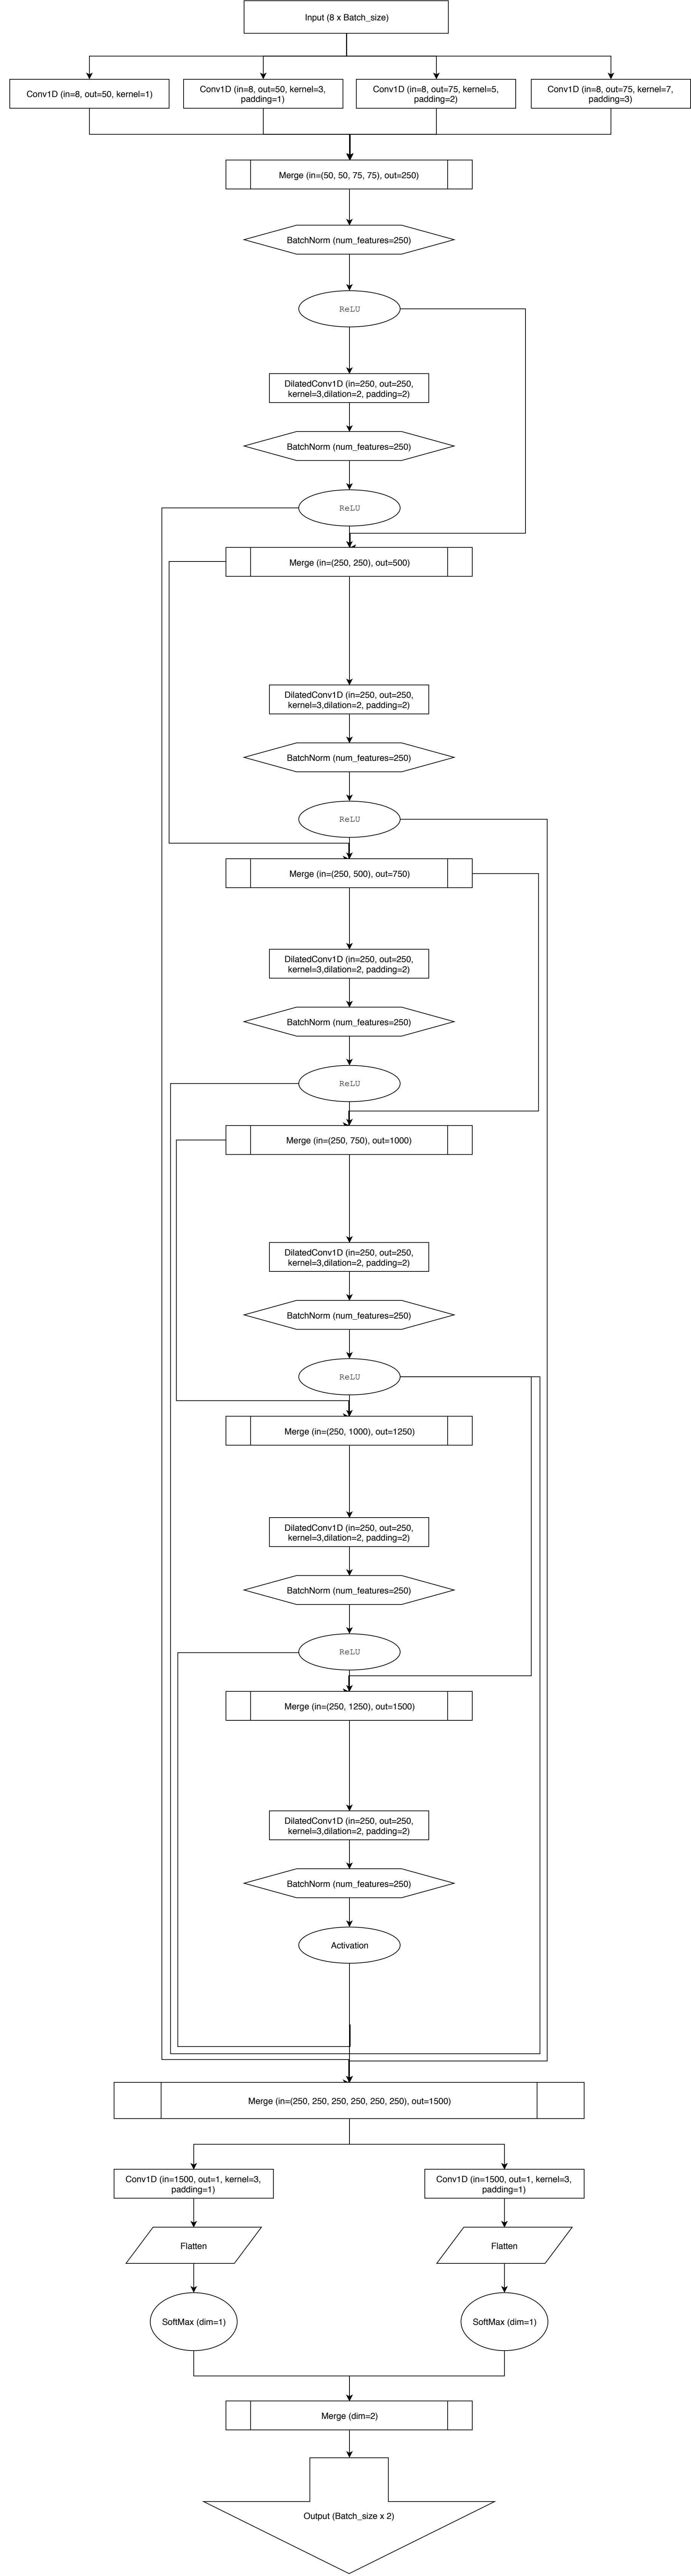 Input (8 x Batch_size)
Conv1D (in=8, out=50, kernel=1)
Conv1D (in=8, out=50, kernel=3,
padding=1)
Conv1D (in=8, out=75, kernel=5,
padding=2)
Conv1D (in=8, out=75, kernel=7,
padding=3)
Merge (in=(50, 50, 75, 75), out=250)
BatchNorm (num_features=250)
ReLU
DilatedConv1D (in=250, out=250,
kernel=3,dilation=2, padding=2)
BatchNorm (num_features=250)
ReLU
Merge (in=(250, 250), out=500)
DilatedConv1D (in=250, out=250,
kernel=3,dilation=2, padding=2)
BatchNorm (num_features=250)
ReLU
Merge (in=(250, 500), out=750)
DilatedConv1D (in=250, out=250,
kernel=3,dilation=2, padding=2)
BatchNorm (num_features=250)
ReLU
Merge (in=(250, 750), out=1000)
DilatedConv1D (in=250, out=250,
kernel=3,dilation=2, padding=2)
BatchNorm (num_features=250)
ReLU
Merge (in=(250, 1000), out=1250)
DilatedConv1D (in=250, out=250,
kernel=3,dilation=2, padding=2)
BatchNorm (num_features=250)
ReLU
Merge (in=(250, 1250), out=1500)
DilatedConv1D (in=250, out=250,
kernel=3,dilation=2, padding=2)
BatchNorm (num_features=250)
Activation
Merge (in=(250, 250, 250, 250, 250, 250), out=1500)
Conv1D (in=1500, out=1, kernel=3,
padding=1)
Conv1D (in=1500, out=1, kernel=3,
padding=1)
Flatten
Flatten
SoftMax (dim=1)
SoftMax (dim=1)
Merge (dim=2)
Output (Batch_size x 2)